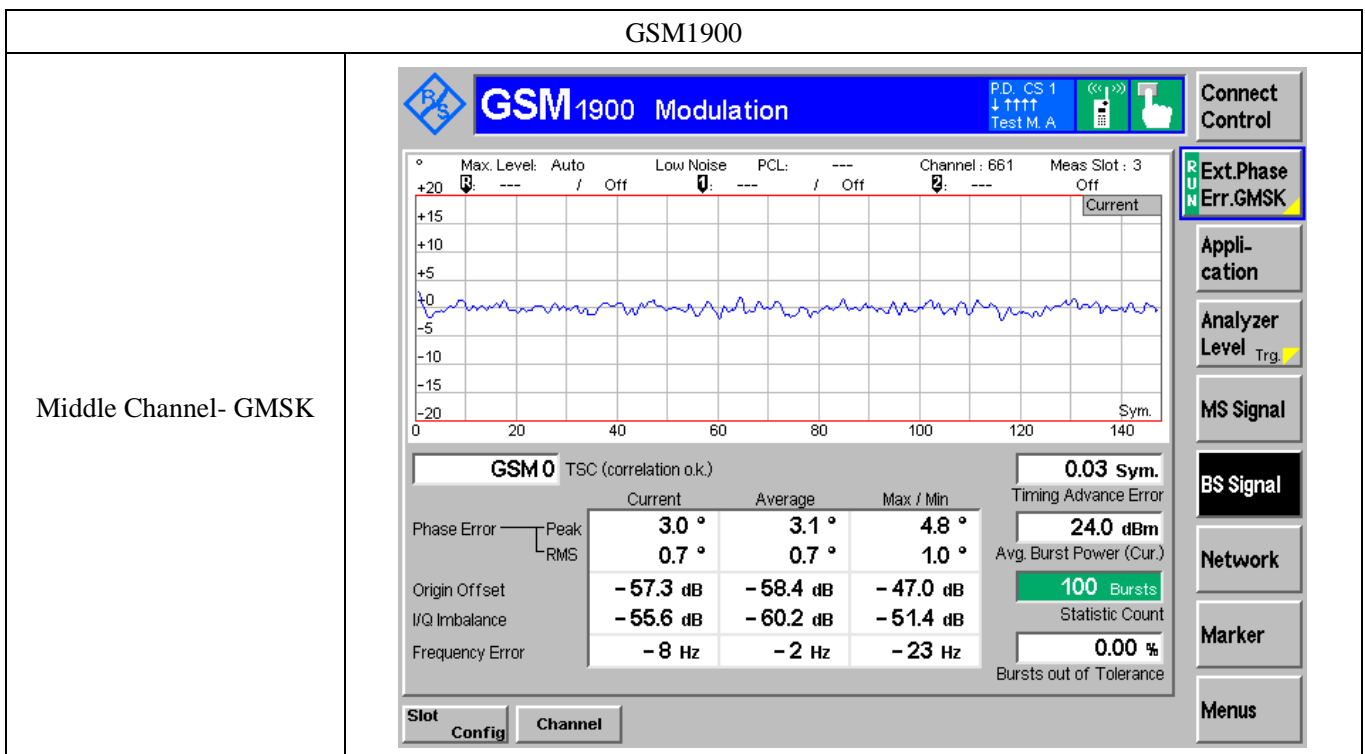 GSM1900
Middle Channel- GMSK
R&S
GSM1900 Modulation
P.D. CS 1
↓ ↑↑↑↑
Test M. A
Connect
Control
° Max. Level: Auto Low Noise PCL: --- Channel : 661 Meas Slot : 3
R: --- / Off 1: --- / Off 2: --- Off
Current
+20
+15
+10
+5
+0
-5
-10
-15
-20
Sym.
0 20 40 60 80 100 120 140
RUN
Ext.Phase
Err.GMSK
Appli-
cation
Analyzer
Level Trg.
MS Signal
BS Signal
Network
Marker
Menus
GSM 0 TSC (correlation o.k.)
Current Average Max / Min
Phase Error Peak 3.0 ° 3.1 ° 4.8 °
RMS 0.7 ° 0.7 ° 1.0 °
Origin Offset -57.3 dB -58.4 dB -47.0 dB
I/Q Imbalance -55.6 dB -60.2 dB -51.4 dB
Frequency Error -8 Hz -2 Hz -23 Hz
0.03 Sym.
Timing Advance Error
24.0 dBm
Avg. Burst Power (Cur.)
100 Bursts
Statistic Count
0.00 %
Bursts out of Tolerance
Slot
Config
Channel